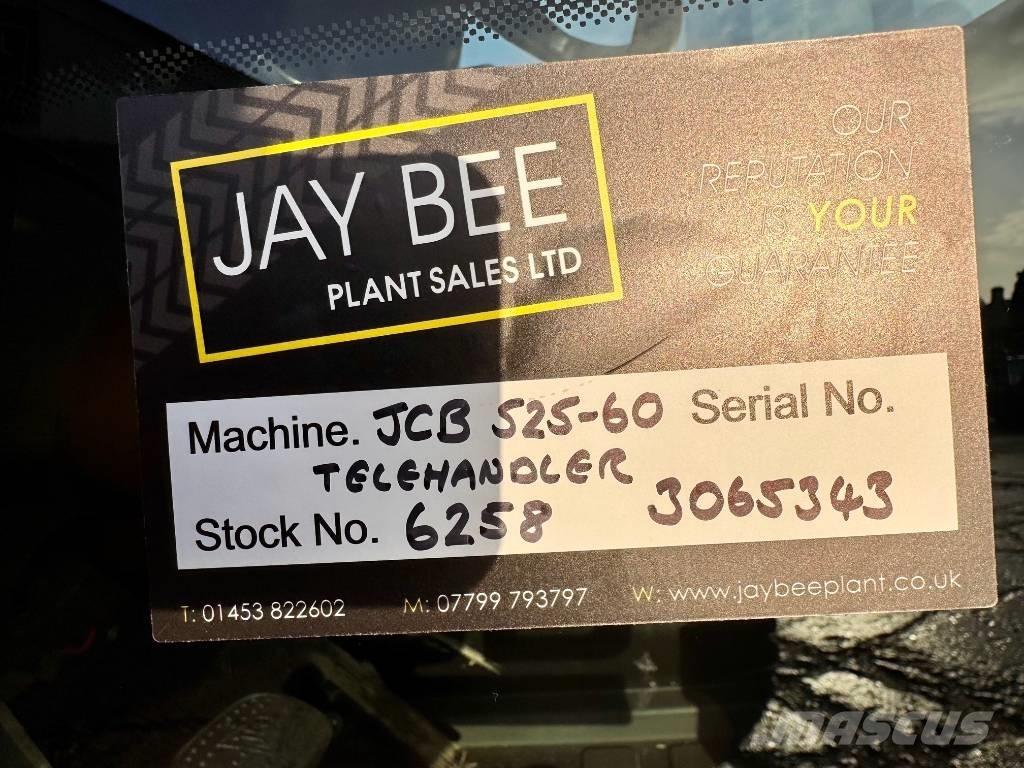 JAY BEE
PLANT SALES LTD
OUR
REPUTATION
IS YOUR
GUARANTEE
Machine. JCB 525-60 Serial No.
TELEHANDLER
3065343
Stock No. 6258
T: 01453 822602 M: 07799 793797 W: www.jaybeeplant.co.uk
MASCUS